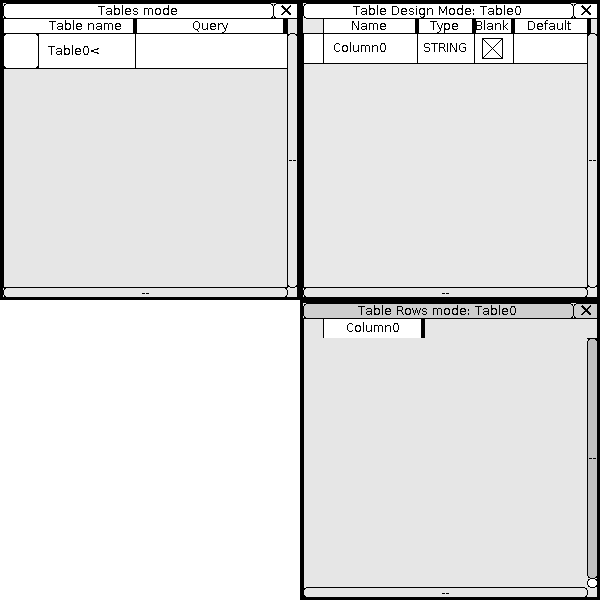 Tables mode
Table name Query
Table0<
Table Design Mode: Table0
Name Type Blank Default
Column0 STRING
Table Rows mode: Table0
Column0